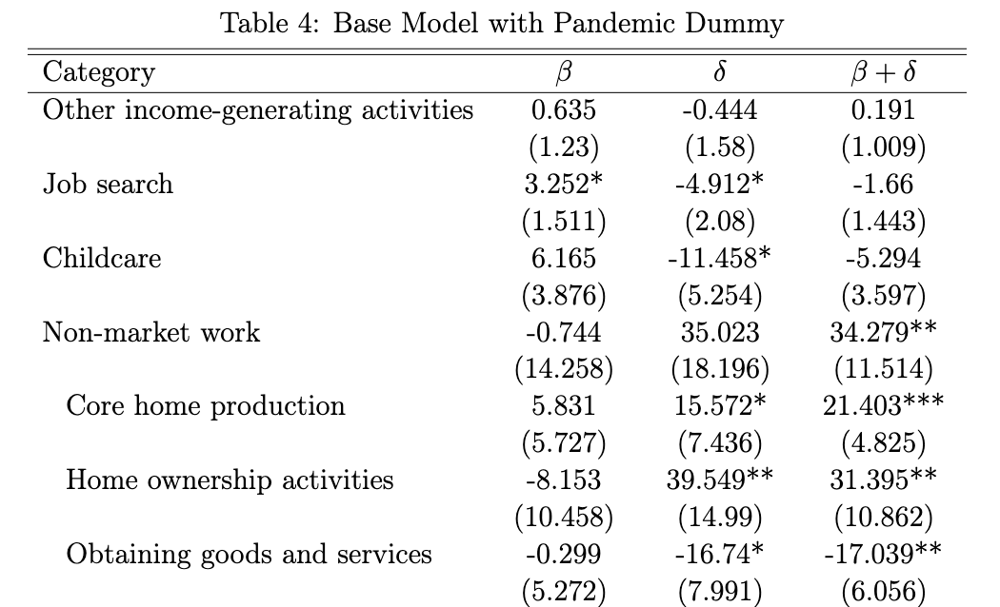 Table 4: Base Model with Pandemic Dummy
Category β δ β + δ
Other income-generating activities 0.635 -0.444 0.191
(1.23) (1.58) (1.009)
Job search 3.252* -4.912* -1.66
(1.511) (2.08) (1.443)
Childcare 6.165 -11.458* -5.294
(3.876) (5.254) (3.597)
Non-market work -0.744 35.023 34.279**
(14.258) (18.196) (11.514)
Core home production 5.831 15.572* 21.403***
(5.727) (7.436) (4.825)
Home ownership activities -8.153 39.549** 31.395**
(10.458) (14.99) (10.862)
Obtaining goods and services -0.299 -16.74* -17.039**
(5.272) (7.991) (6.056)